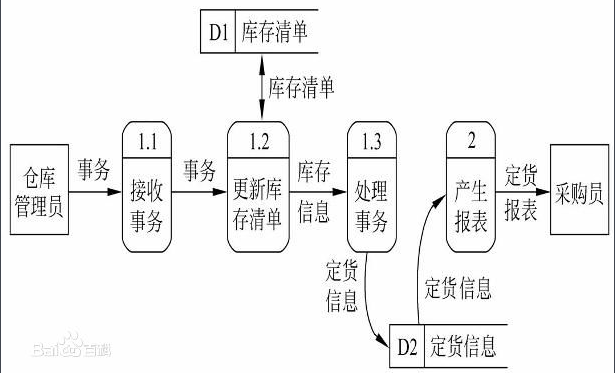 D1 库存清单
库存清单
1.1
1.2
1.3
2
仓库
管理员
事务
接收
事务
事务
更新库
存清单
库存
信息
处理
事务
产生
报表
定货
报表
采购员
定货
信息
定货信息
D2 定货信息
Bai 百科